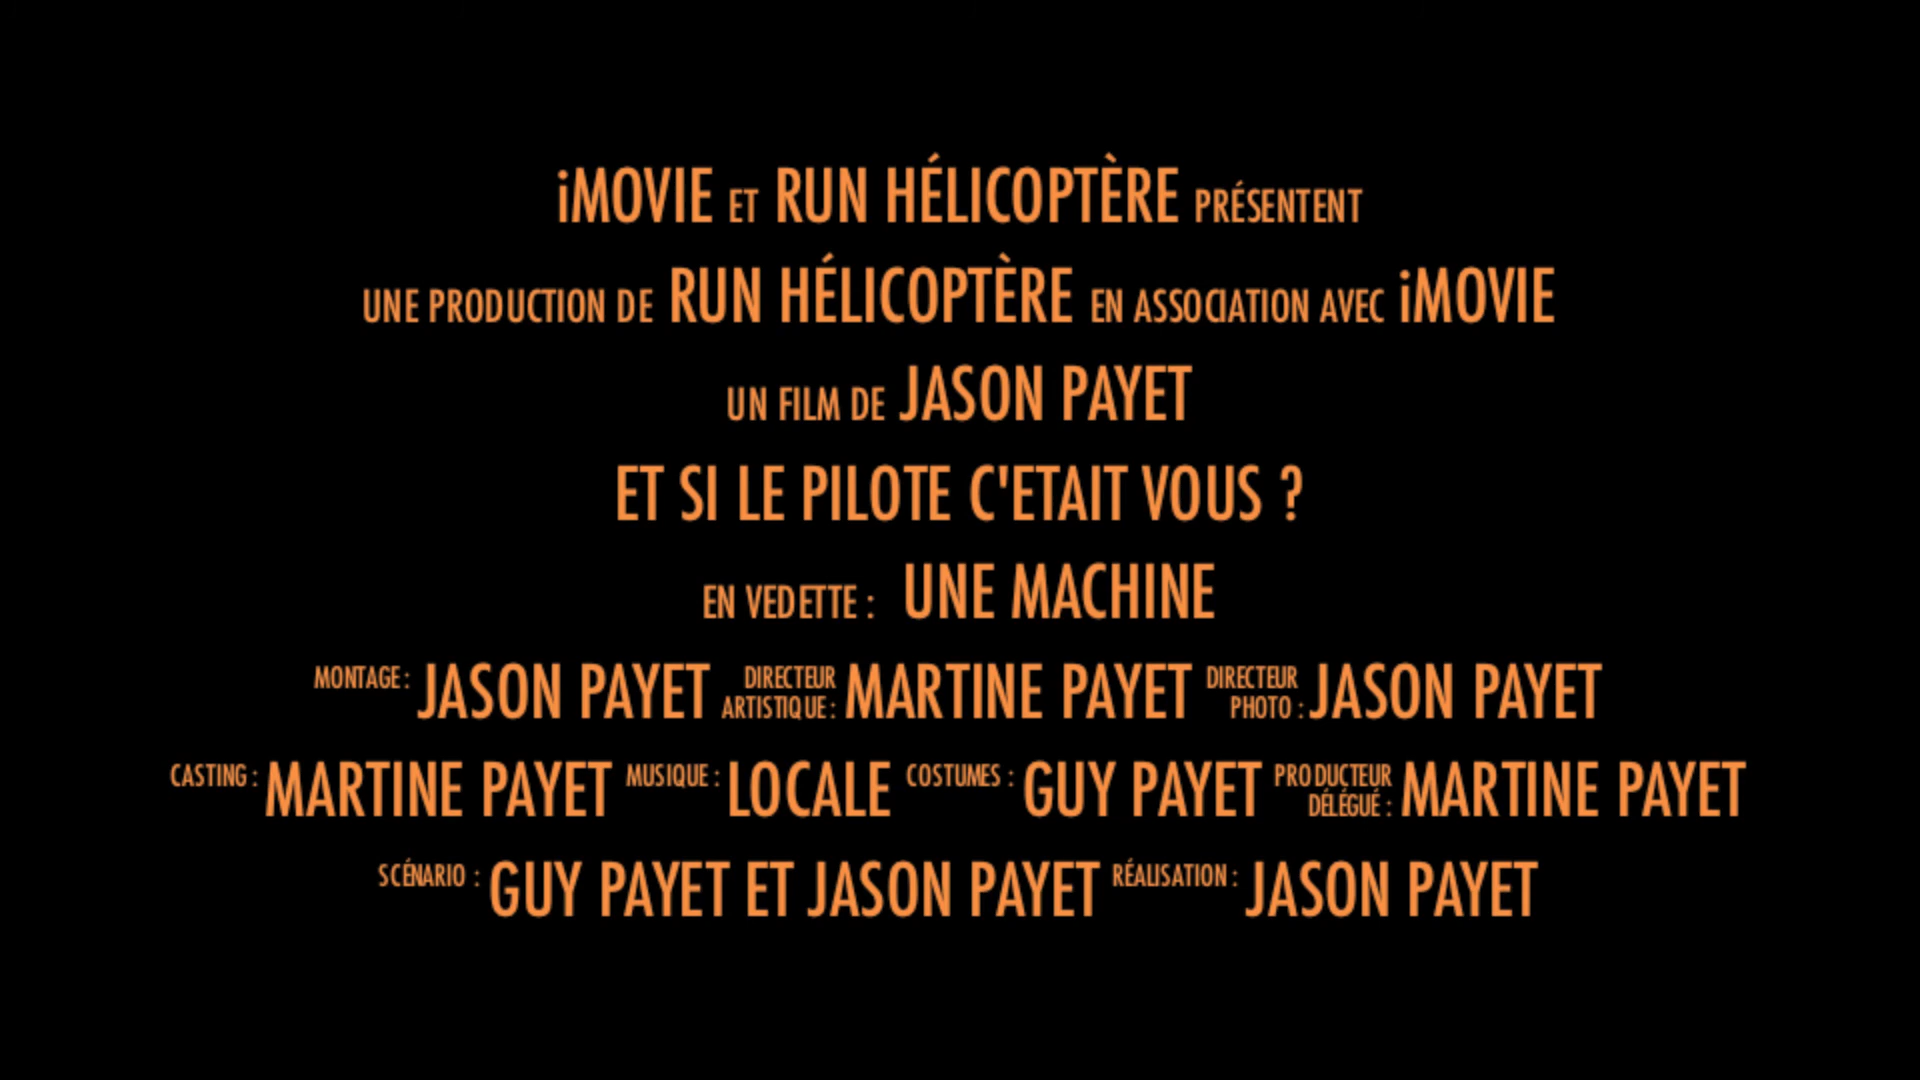 iMOVIE ET RUN HÉLICOPTÈRE PRÉSENTENT
UNE PRODUCTION DE RUN HÉLICOPTÈRE EN ASSOCIATION AVEC iMOVIE
UN FILM DE JASON PAYET
ET SI LE PILOTE C'ETAIT VOUS ?
EN VEDETTE : UNE MACHINE
MONTAGE : JASON PAYET DIRECTEUR ARTISTIQUE : MARTINE PAYET DIRECTEUR PHOTO : JASON PAYET
CASTING : MARTINE PAYET MUSIQUE : LOCALE COSTUMES : GUY PAYET PRODUCTEUR DÉLÉGUÉ : MARTINE PAYET
SCÉNARIO : GUY PAYET ET JASON PAYET RÉALISATION : JASON PAYET